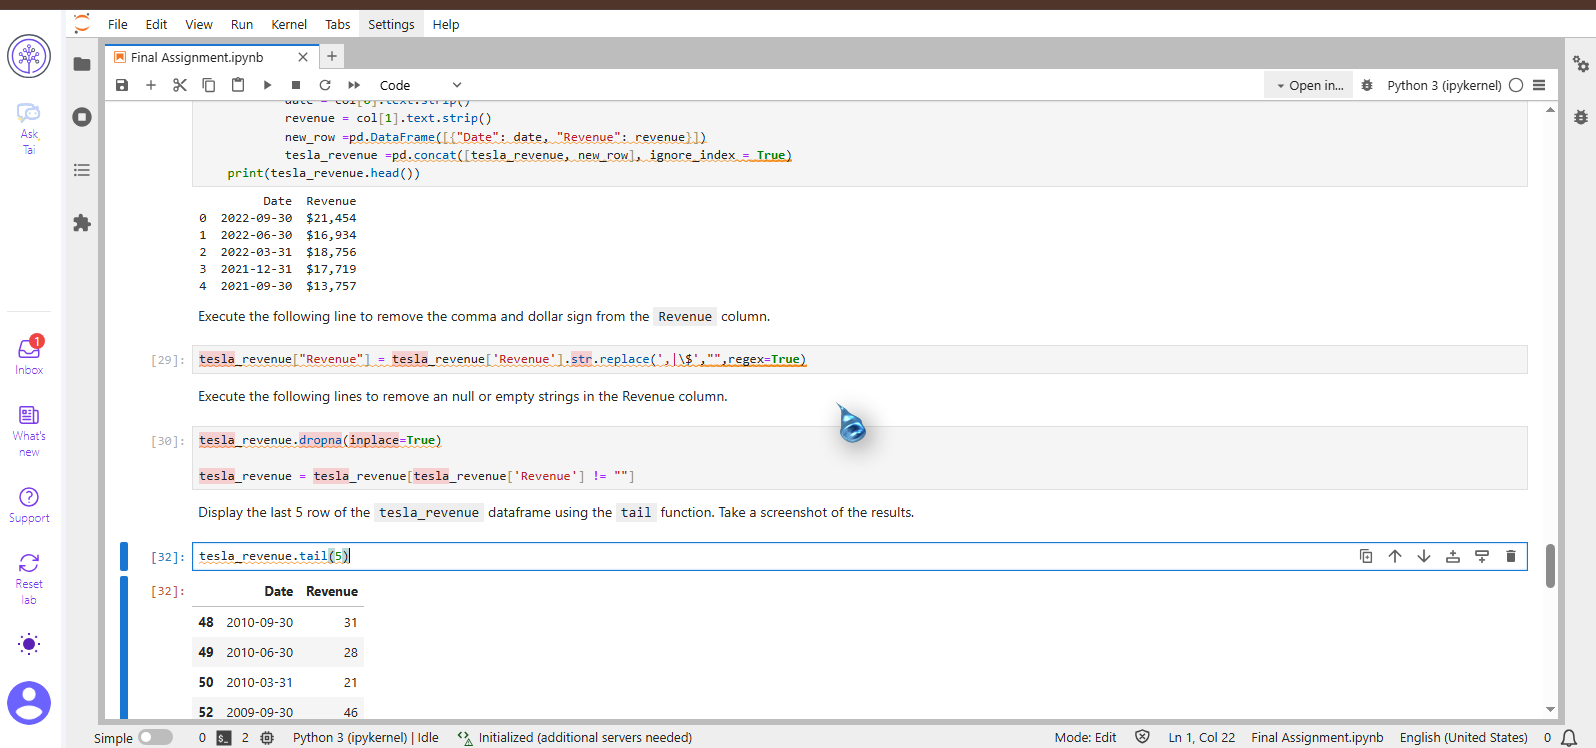 File Edit View Run Kernel Tabs Settings Help
Final Assignment.ipynb
Code
Open in...
Python 3 (ipykernel)
Ask
Tai
1
Inbox
What's
new
Support
Reset
lab
date = col[0].text.strip()
revenue = col[1].text.strip()
new_row =pd.DataFrame([{"Date": date, "Revenue": revenue}])
tesla_revenue =pd.concat([tesla_revenue, new_row], ignore_index = True)
print(tesla_revenue.head())
Date Revenue
0 2022-09-30 $21,454
1 2022-06-30 $16,934
2 2022-03-31 $18,756
3 2021-12-31 $17,719
4 2021-09-30 $13,757
Execute the following line to remove the comma and dollar sign from the Revenue column.
[29]: tesla_revenue["Revenue"] = tesla_revenue['Revenue'].str.replace(',|\$',"",regex=True)
Execute the following lines to remove an null or empty strings in the Revenue column.
[30]: tesla_revenue.dropna(inplace=True)
tesla_revenue = tesla_revenue[tesla_revenue['Revenue'] != ""]
Display the last 5 row of the tesla_revenue dataframe using the tail function. Take a screenshot of the results.
[32]: tesla_revenue.tail(5)
[32]: Date Revenue
48 2010-09-30 31
49 2010-06-30 28
50 2010-03-31 21
52 2009-09-30 46
Simple 0 $_ 2 Python 3 (ipykernel) | Idle Initialized (additional servers needed) Mode: Edit Ln 1, Col 22 Final Assignment.ipynb English (United States) 0